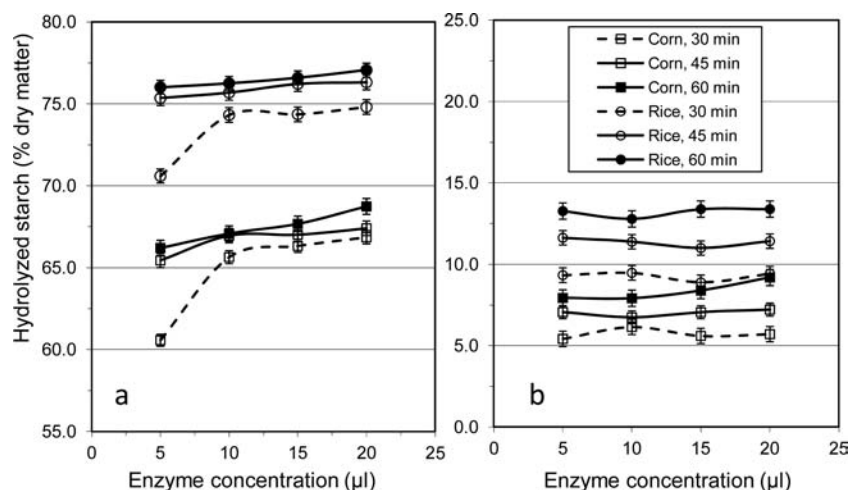 Hydrolyzed starch (% dry matter)
80.0
75.0
70.0
65.0
60.0
55.0
0
5
10
15
20
25
Enzyme concentration (µl)
a
25.0
20.0
15.0
10.0
5.0
0.0
0
5
10
15
20
25
Enzyme concentration (µl)
b
Corn, 30 min
Corn, 45 min
Corn, 60 min
Rice, 30 min
Rice, 45 min
Rice, 60 min